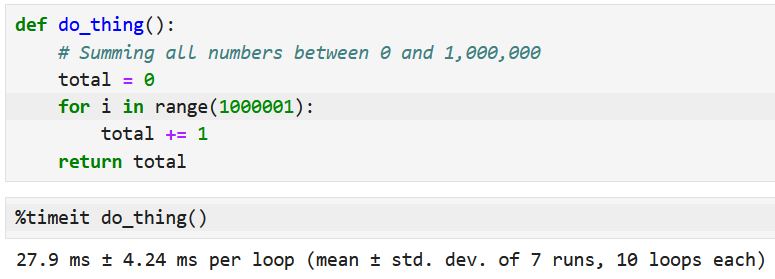 def do_thing():
    # Summing all numbers between 0 and 1,000,000
    total = 0
    for i in range(1000001):
        total += 1
    return total
%timeit do_thing()
27.9 ms ± 4.24 ms per loop (mean ± std. dev. of 7 runs, 10 loops each)